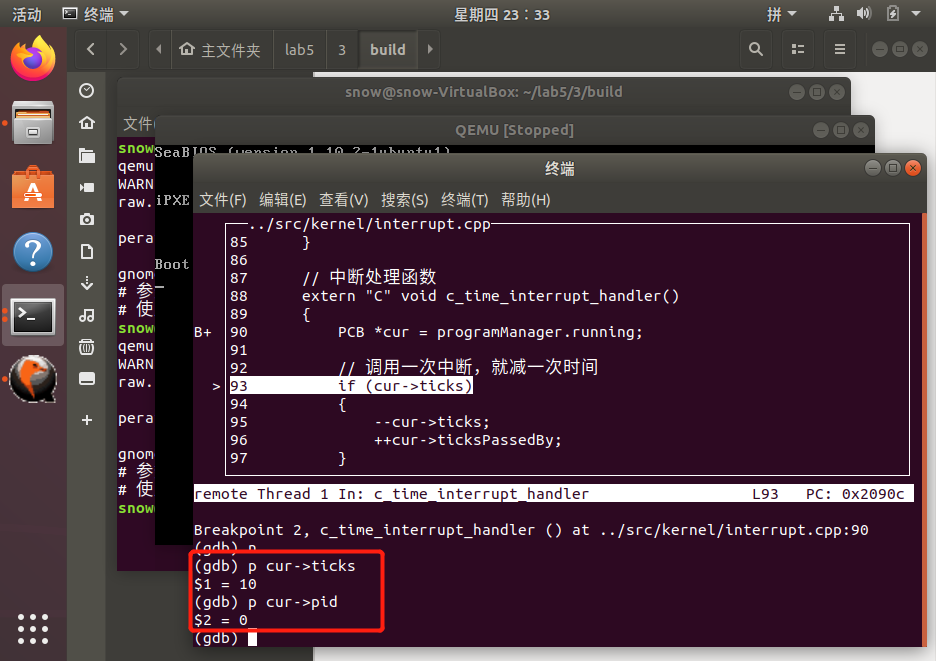 活动
终端
星期四 23：33
拼
主文件夹
lab5
3
build
snow@snow-VirtualBox: ~/lab5/3/build
文件(
QEMU [Stopped]
snow
qemu
WARN
raw.
pera
gnom
# 参
# 使
snow
qemu
WARN
raw.
pera
gnom
# 参
# 使
snow
SeaBIOS (version 1.10.2-1ubuntu1)
iPXE
Boot
终端
文件(F) 编辑(E) 查看(V) 搜索(S) 终端(T) 帮助(H)
../src/kernel/interrupt.cpp
85 }
86
87 // 中断处理函数
88 extern "C" void c_time_interrupt_handler()
89 {
B+ 90 PCB *cur = programManager.running;
91
92 // 调用一次中断，就减一次时间
> 93 if (cur->ticks)
94 {
95 --cur->ticks;
96 ++cur->ticksPassedBy;
97 }
remote Thread 1 In: c_time_interrupt_handler L93 PC: 0x2090c
Breakpoint 2, c_time_interrupt_handler () at ../src/kernel/interrupt.cpp:90
(gdb) p
(gdb) p cur->ticks
$1 = 10
(gdb) p cur->pid
$2 = 0
(gdb)